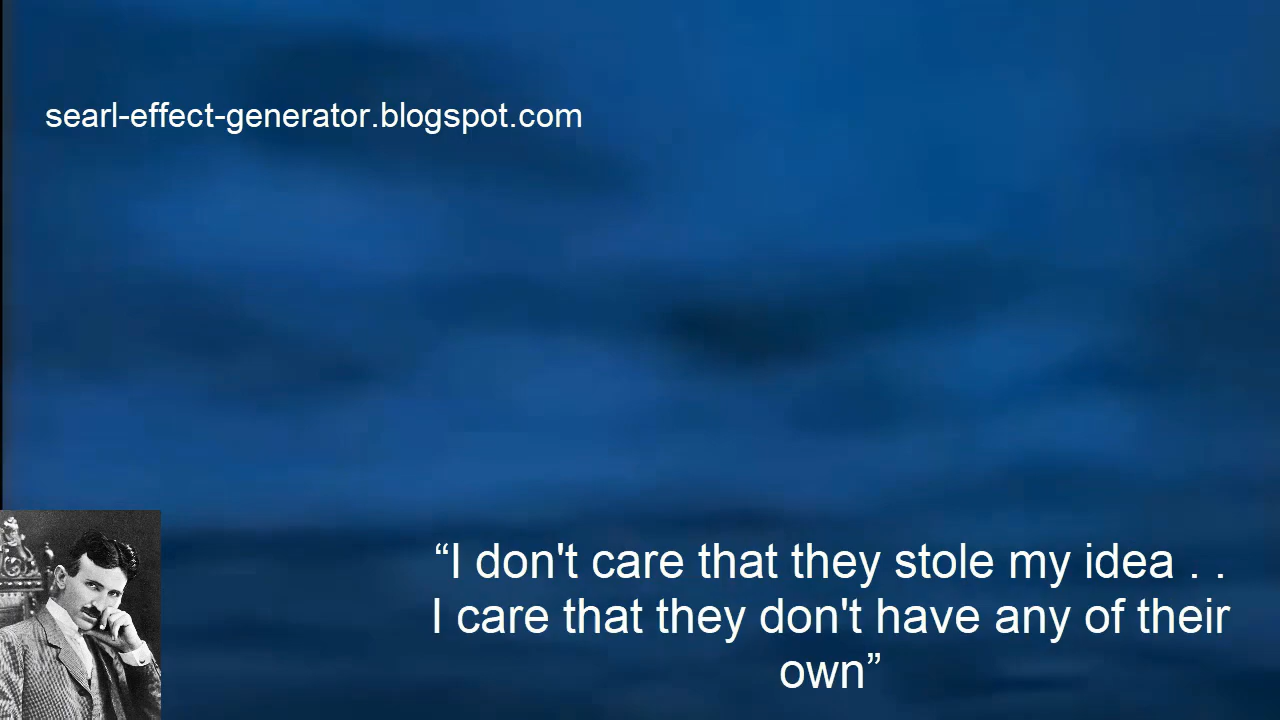 searl-effect-generator.blogspot.com
“I don't care that they stole my idea . .
I care that they don't have any of their
own”